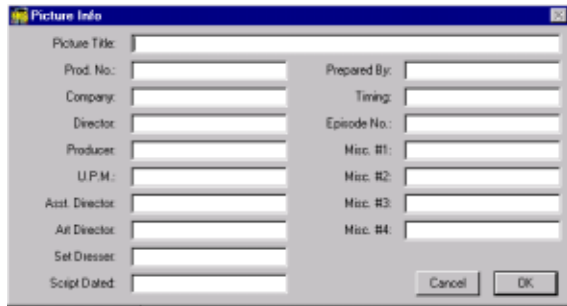 Picture Info
Picture Title:
Prod. No.: Prepared By:
Company: Timing:
Director: Episode No.:
Producer: Misc. #1:
U.P.M.: Misc. #2:
Asst. Director: Misc. #3:
Art Director: Misc. #4:
Set Dresser:
Script Dated:
Cancel OK